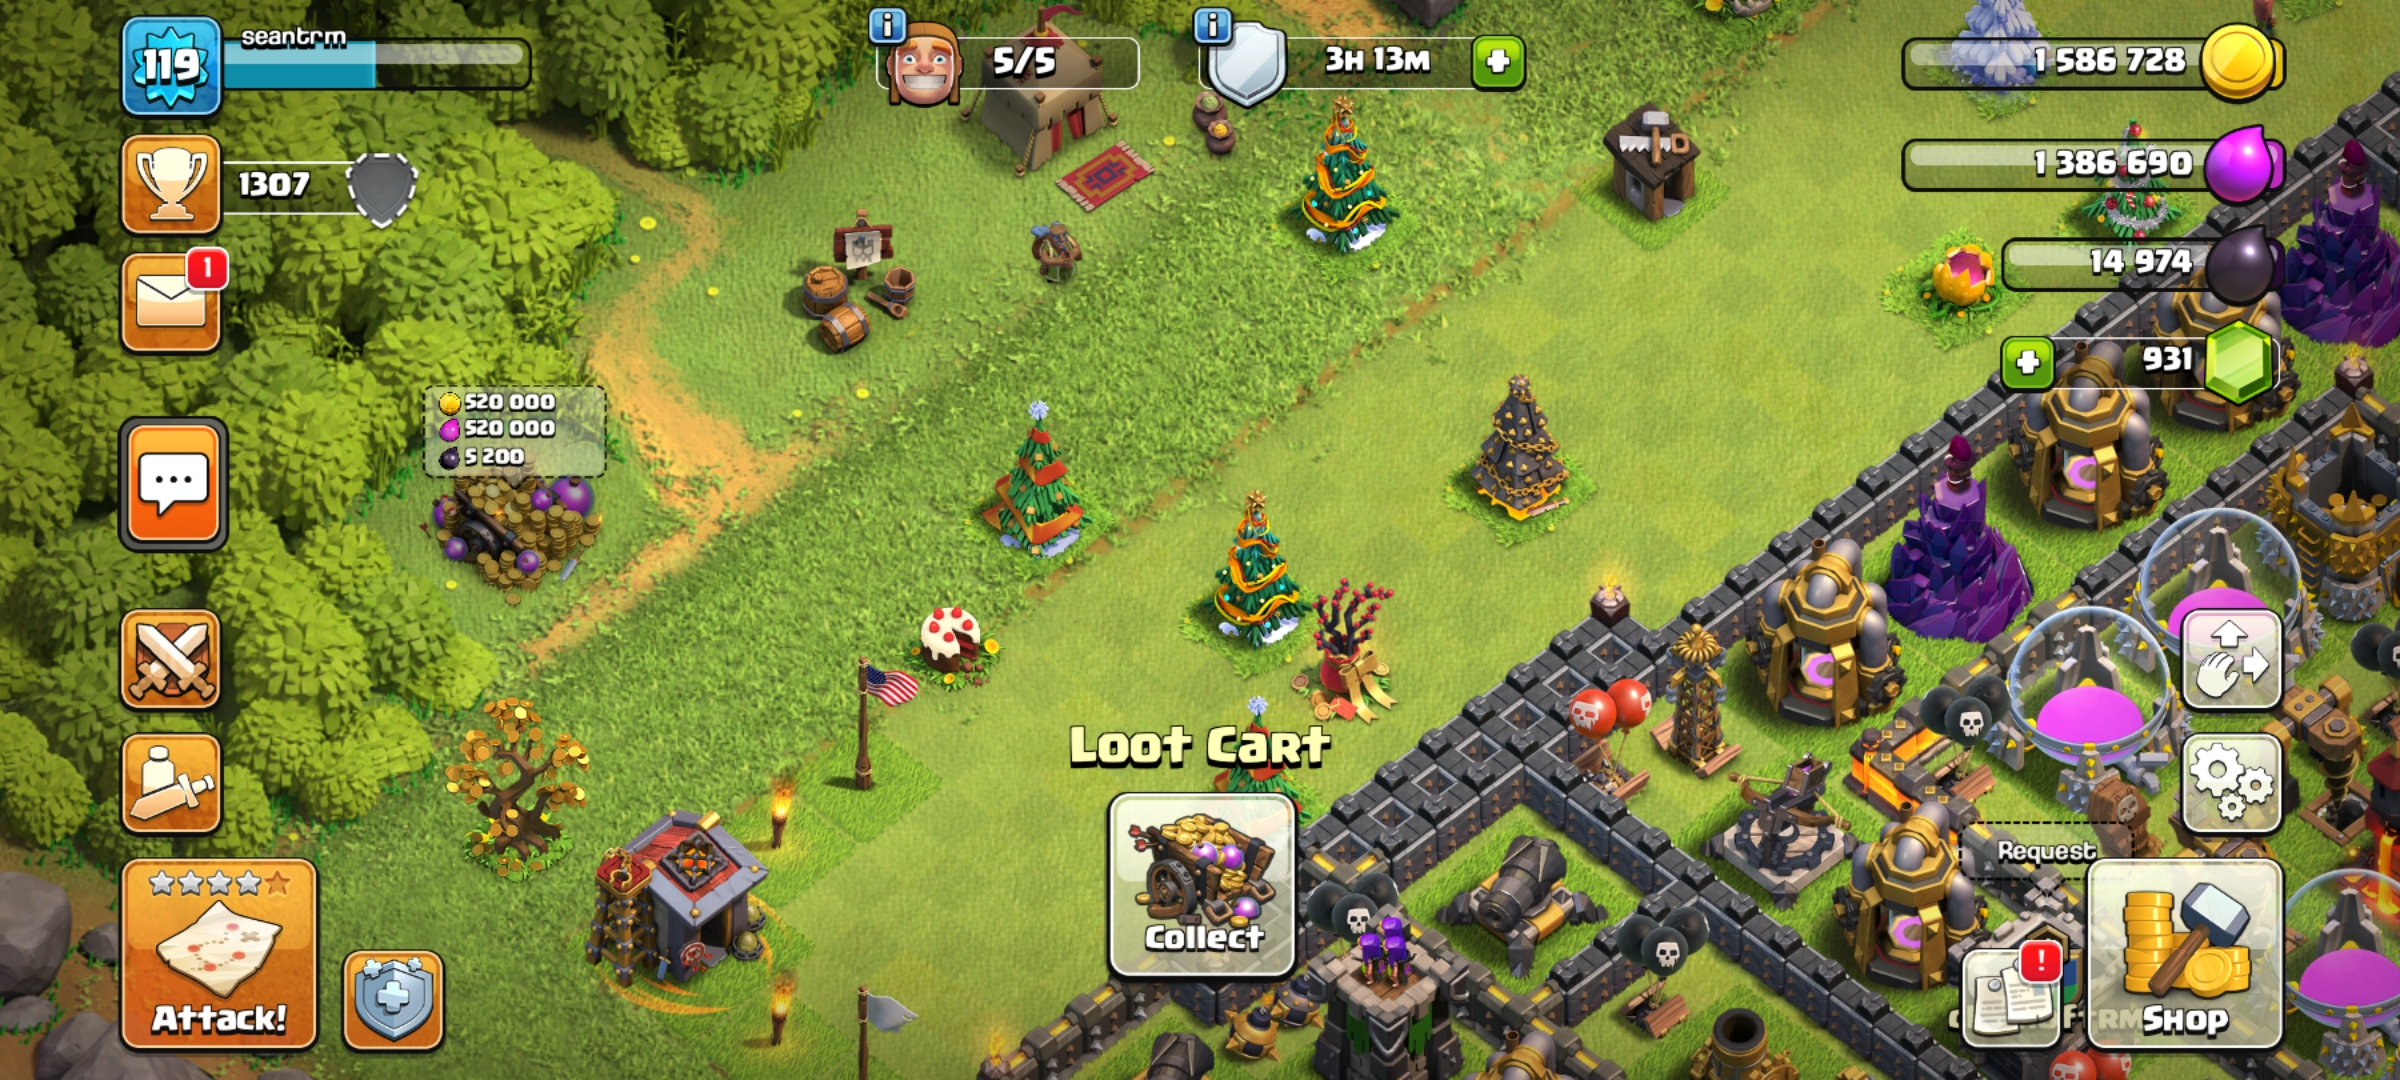 119
seantrm
5/5
3h 13m
1 586 728
1307
1 386 690
1
14 974
931
520 000
520 000
5 200
Loot Cart
Request
Collect
Attack!
!
Shop